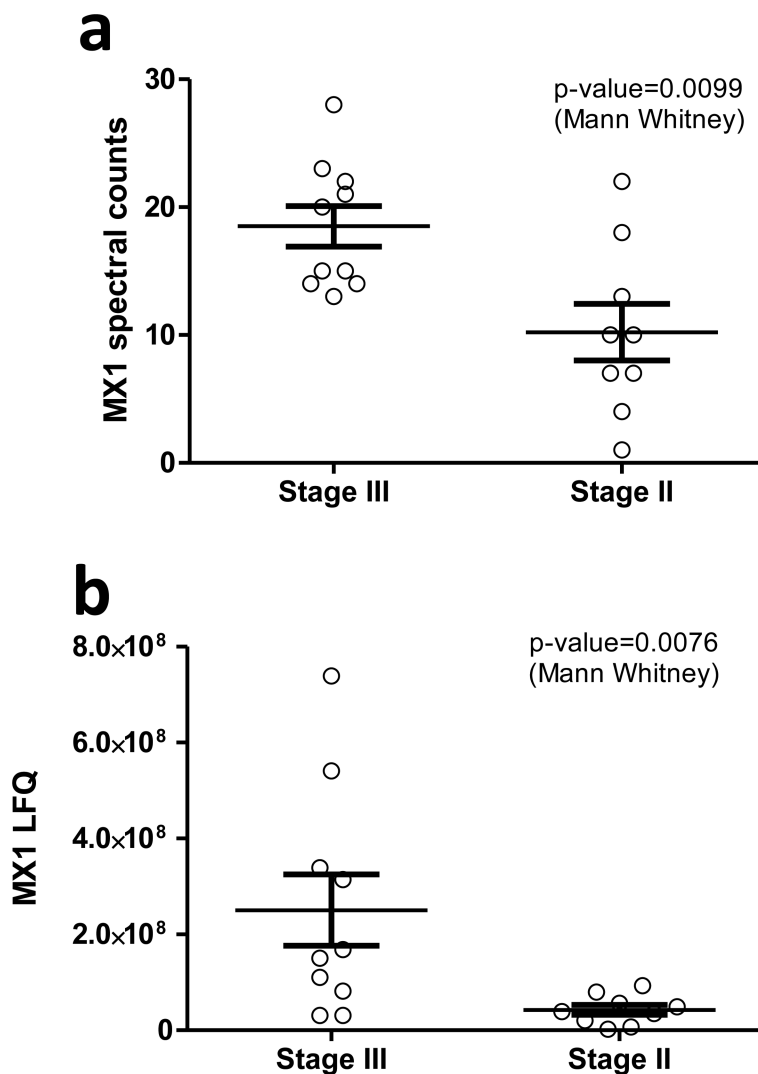 a
MX1 spectral counts
30
20
10
0
p-value=0.0099
(Mann Whitney)
Stage III
Stage II
b
MX1 LFQ
8.0×10⁸
6.0×10⁸
4.0×10⁸
2.0×10⁸
0
p-value=0.0076
(Mann Whitney)
Stage III
Stage II